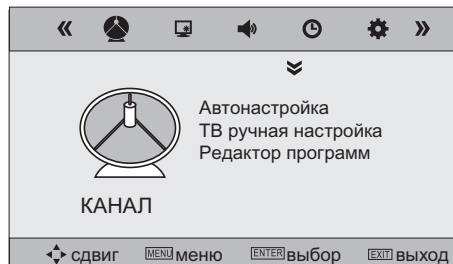 Автонастройка
ТВ ручная настройка
Редактор программ
КАНАЛ
сдвиг MENU меню ENTER выбор EXIT выход